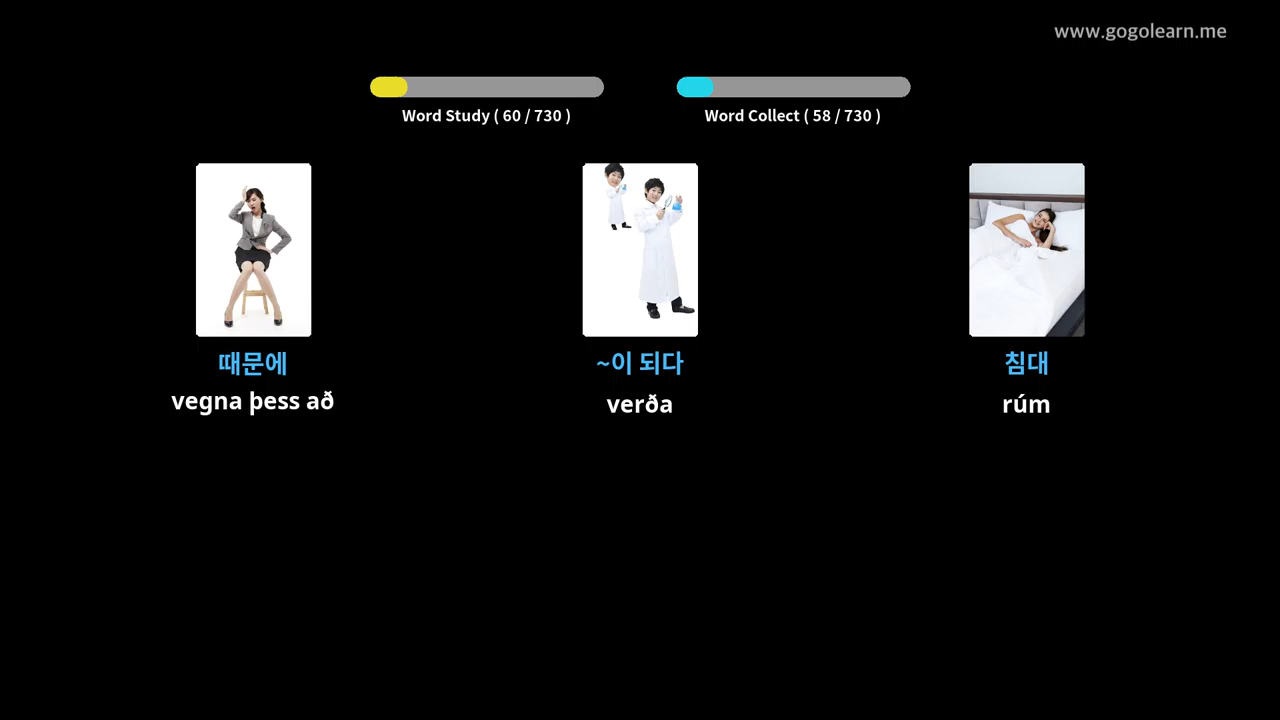 www.gogolearn.me
Word Study ( 60 / 730 )
Word Collect ( 58 / 730 )
때문에
~이 되다
침대
vegna þess að
verða
rúm